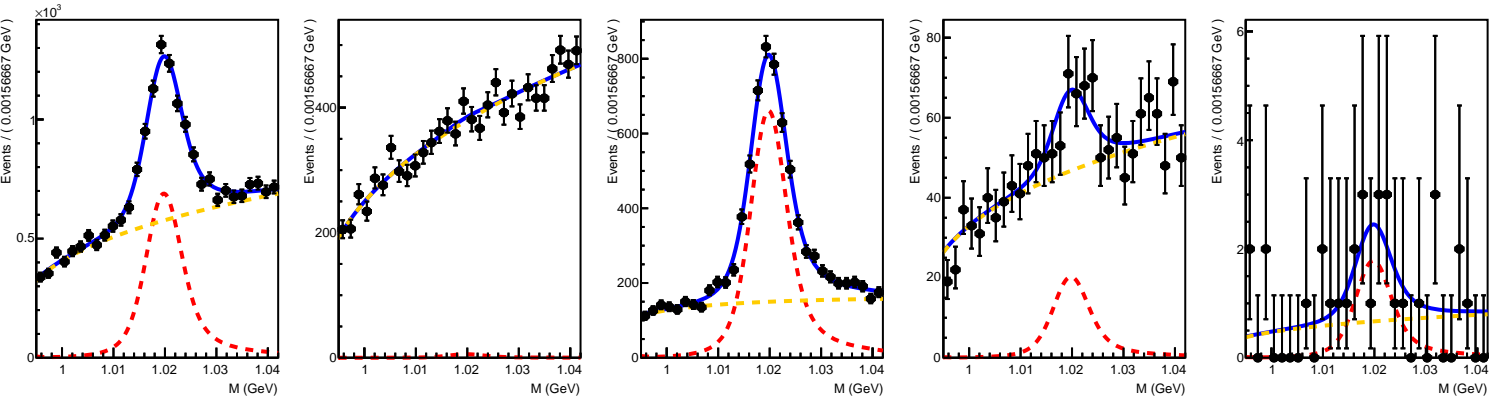 ×10³
Events / ( 0.00156667 GeV )
1
0.5
0
1 1.01 1.02 1.03 1.04
M (GeV)
Events / ( 0.00156667 GeV )
400
200
0
1 1.01 1.02 1.03 1.04
M (GeV)
Events / ( 0.00156667 GeV )
800
600
400
200
0
1 1.01 1.02 1.03 1.04
M (GeV)
Events / ( 0.00156667 GeV )
80
60
40
20
0
1 1.01 1.02 1.03 1.04
M (GeV)
Events / ( 0.00156667 GeV )
6
4
2
0
1 1.01 1.02 1.03 1.04
M (GeV)